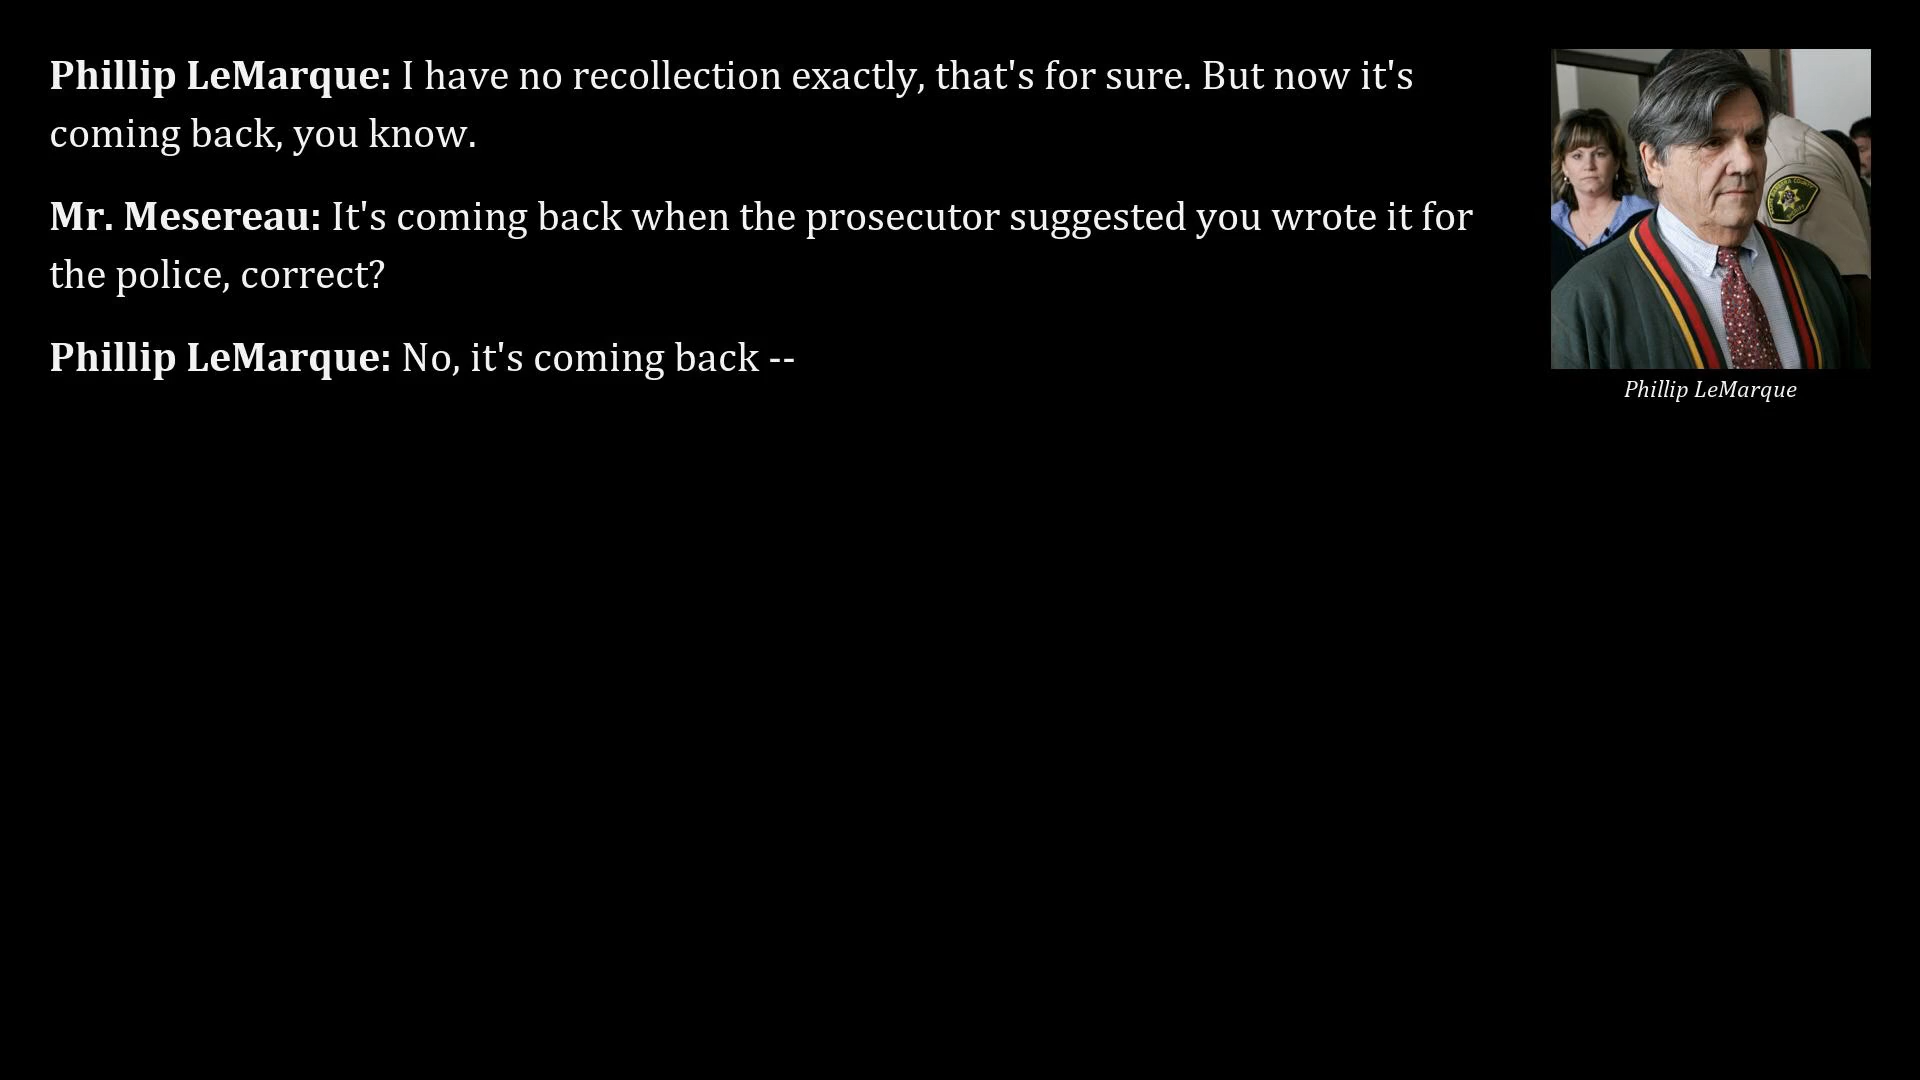 Phillip LeMarque: I have no recollection exactly, that's for sure. But now it's
coming back, you know.
Mr. Mesereau: It's coming back when the prosecutor suggested you wrote it for
the police, correct?
Phillip LeMarque: No, it's coming back --
Phillip LeMarque